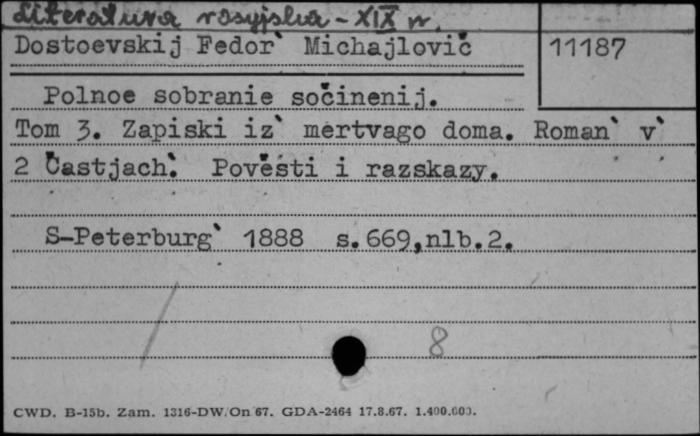 Literatura rosyjska - XIX w.
Dostoevskij Fedor` Michajlovič
11187
Polnoe sobranie sočinenij.
Tom 3. Zapiski iz` mertvago doma. Roman` v`
2 Častjach`. Pověsti i razskazy.
S-Peterburg` 1888 s.669,nlb.2.
8
CWD. B-15b. Zam. 1316-DW/On 67. GDA-2464 17.8.67. 1.400.000.